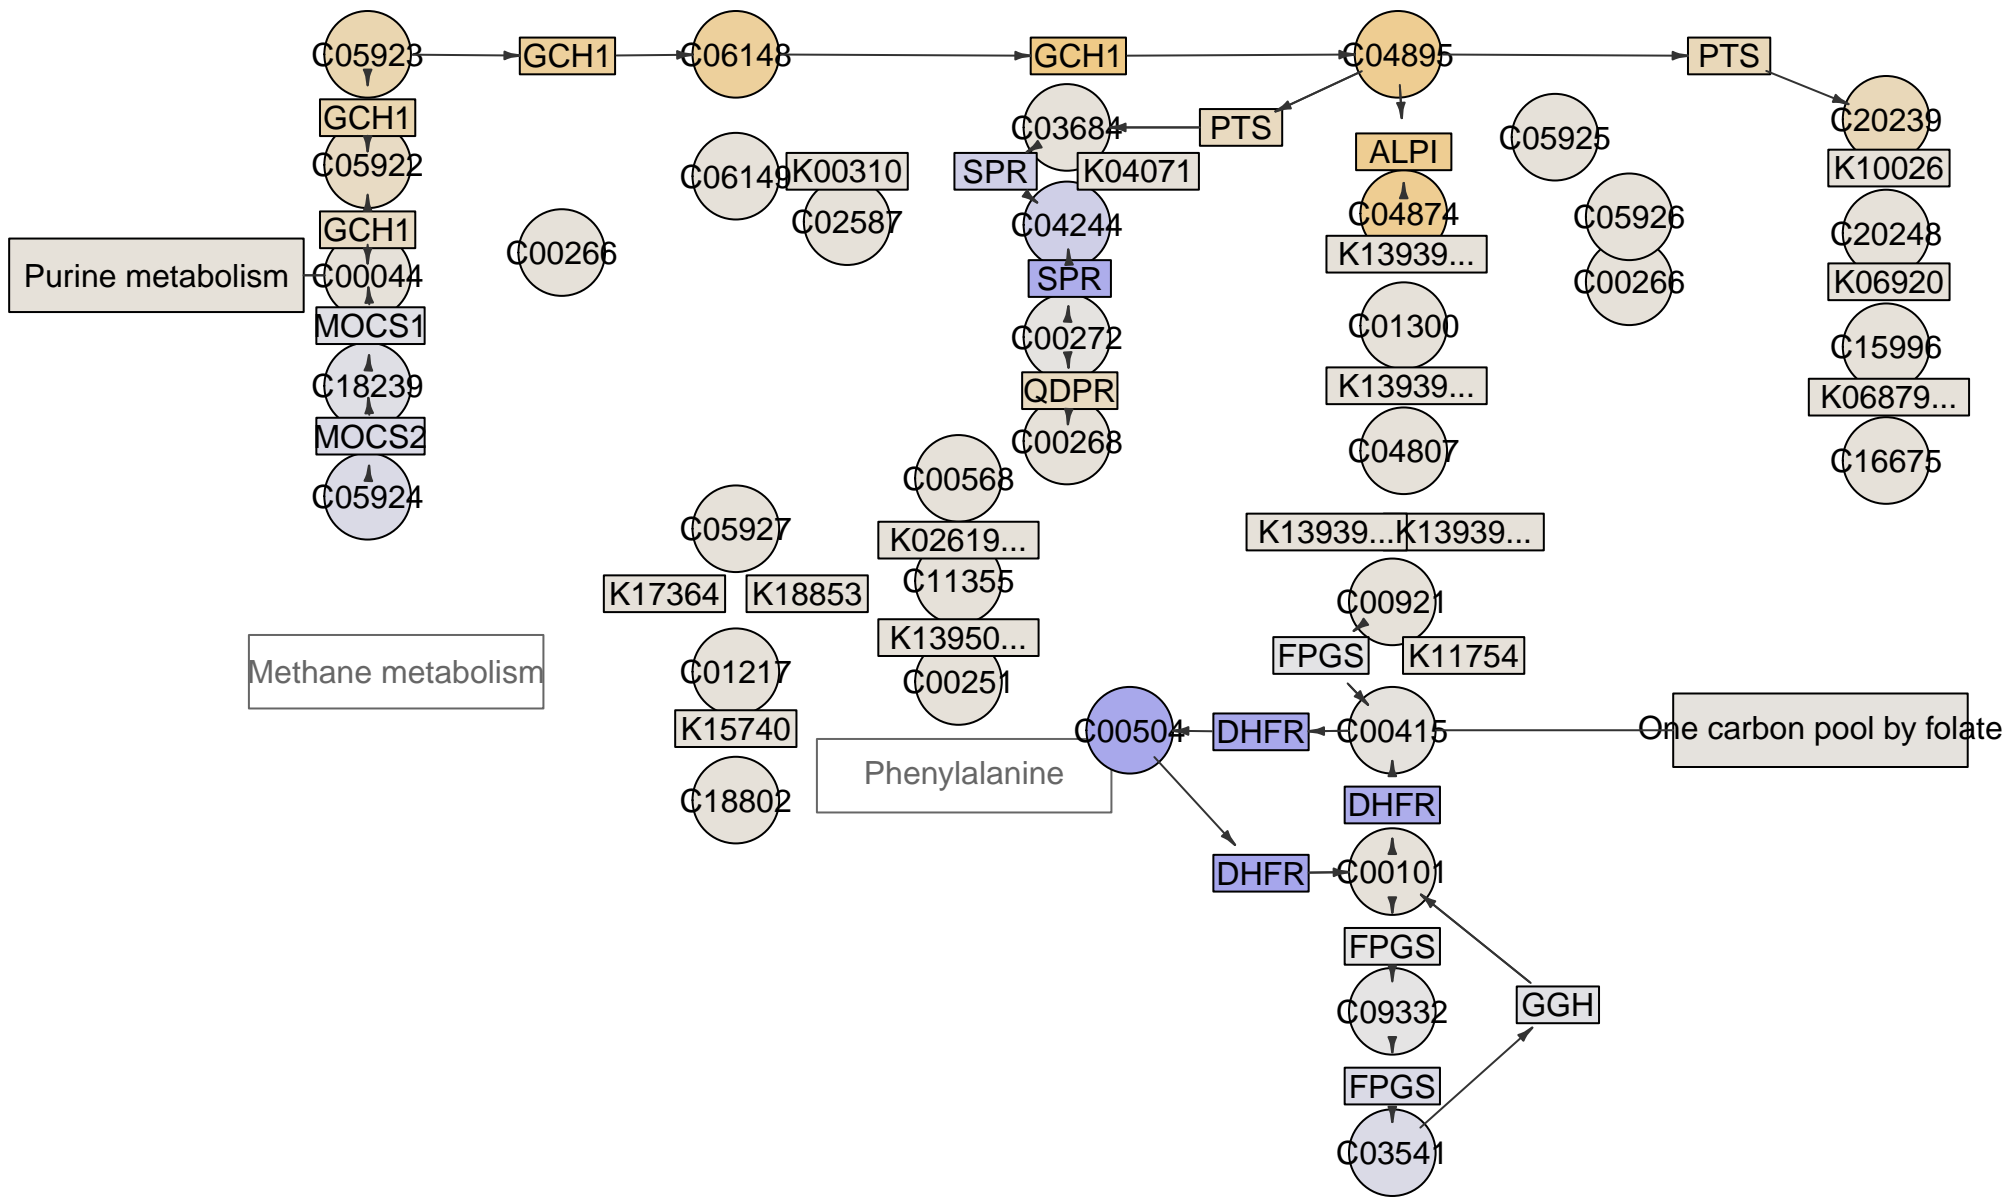 C05923
GCH1
C06148
GCH1
C04895
PTS
GCH1
C03684
PTS
C20239
C05922
C06149
K00310
SPR
K04071
ALPI
C05925
K10026
GCH1
C00266
C02587
C04244
C04874
C05926
C20248
Purine metabolism
C00044
SPR
K13939...
C00266
K06920
MOCS1
C00272
C01300
C15996
C18239
QDPR
K13939...
K06879...
MOCS2
C00268
C04807
C16675
C05924
C00568
C05927
K02619...
K13939...
K13939...
K17364
K18853
C11355
C00921
K13950...
FPGS
K11754
Methane metabolism
C01217
C00251
K15740
C00504
DHFR
C00415
One carbon pool by folate
Phenylalanine
C18802
DHFR
DHFR
C00101
FPGS
C09332
GGH
FPGS
C03541